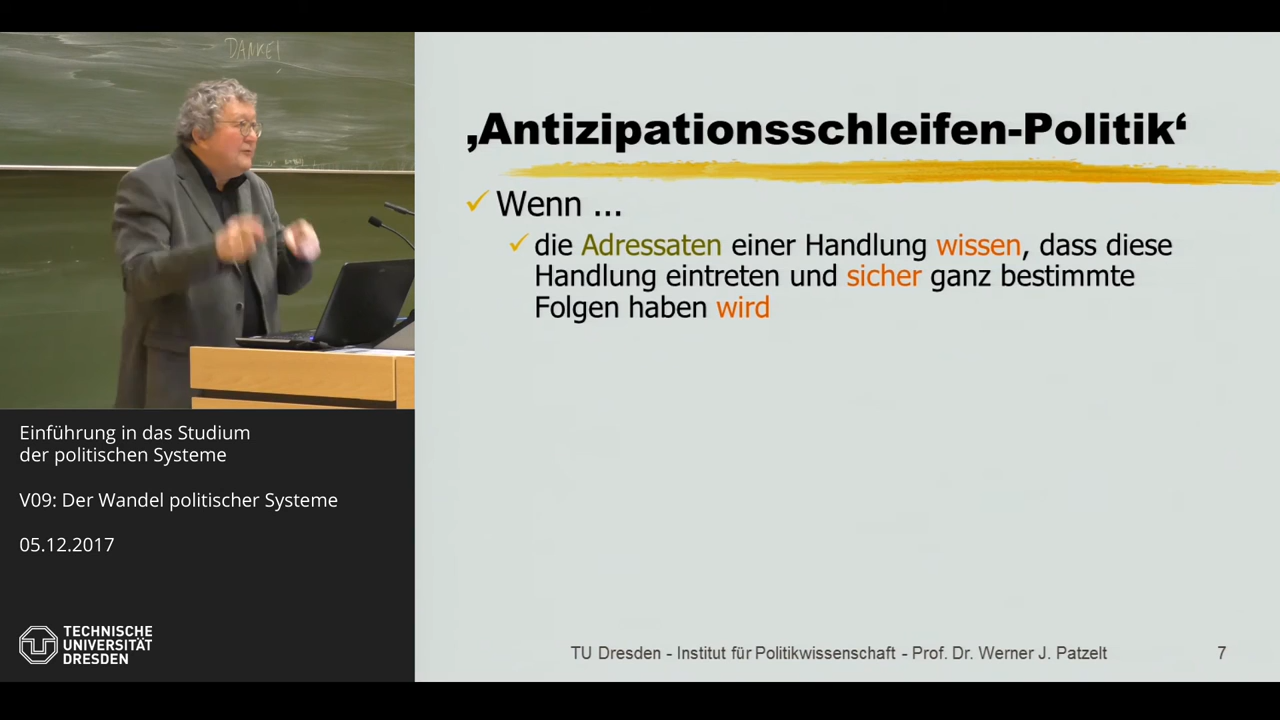 DANKE!
‚Antizipationsschleifen-Politik‘
Wenn ...
die Adressaten einer Handlung wissen, dass diese
Handlung eintreten und sicher ganz bestimmte
Folgen haben wird
Einführung in das Studium
der politischen Systeme
V09: Der Wandel politischer Systeme
05.12.2017
TECHNISCHE
UNIVERSITÄT
DRESDEN
TU Dresden - Institut für Politikwissenschaft - Prof. Dr. Werner J. Patzelt
7